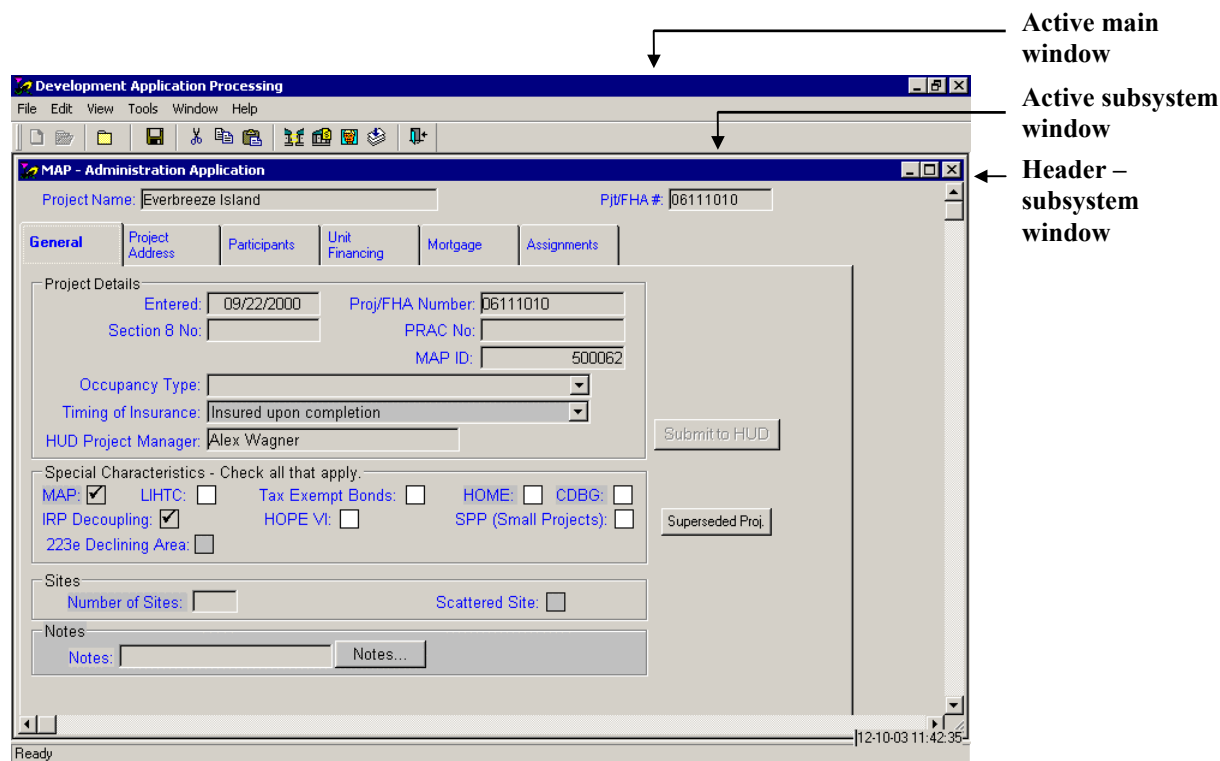 Active main
window
Development Application Processing
File Edit View Tools Window Help
Active subsystem
window
MAP - Administration Application
Header –
subsystem
window
Project Name: Everbreeze Island Pjt/FHA #: 06111010
General Project Address Participants Unit Financing Mortgage Assignments
Project Details
Entered: 09/22/2000 Proj/FHA Number: 06111010
Section 8 No: PRAC No:
MAP ID: 500062
Occupancy Type:
Timing of Insurance: Insured upon completion
HUD Project Manager: Alex Wagner
Submit to HUD
Special Characteristics - Check all that apply.
MAP: LIHTC: Tax Exempt Bonds: HOME: CDBG:
IRP Decoupling: HOPE VI: SPP (Small Projects):
Superseded Proj.
223e Declining Area:
Sites
Number of Sites: Scattered Site:
Notes
Notes: Notes...
12-10-03 11:42:35
Ready